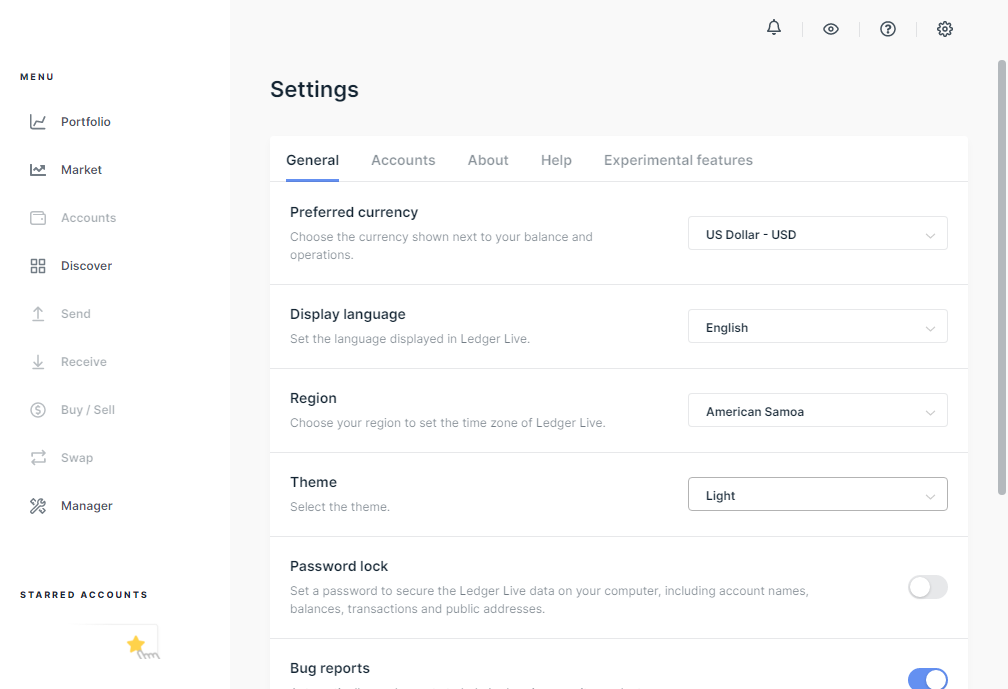 MENU
Portfolio
Market
Accounts
Discover
Send
Receive
Buy / Sell
Swap
Manager
STARRED ACCOUNTS
Settings
General
Accounts
About
Help
Experimental features
Preferred currency
Choose the currency shown next to your balance and
operations.
US Dollar - USD
Display language
Set the language displayed in Ledger Live.
English
Region
Choose your region to set the time zone of Ledger Live.
American Samoa
Theme
Select the theme.
Light
Password lock
Set a password to secure the Ledger Live data on your computer, including account names,
balances, transactions and public addresses.
Bug reports